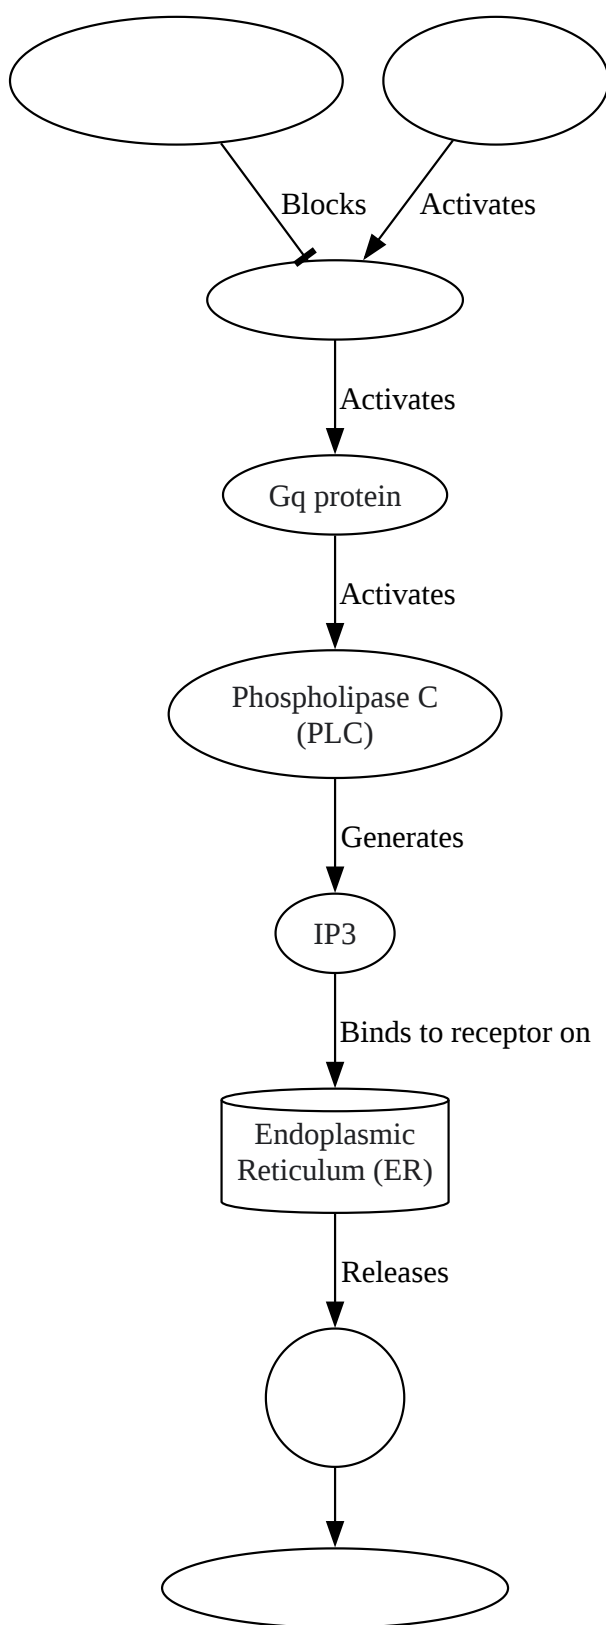 Blocks
Activates
Activates
Gq protein
Activates
Phospholipase C
(PLC)
Generates
IP3
Binds to receptor on
Endoplasmic
Reticulum (ER)
Releases